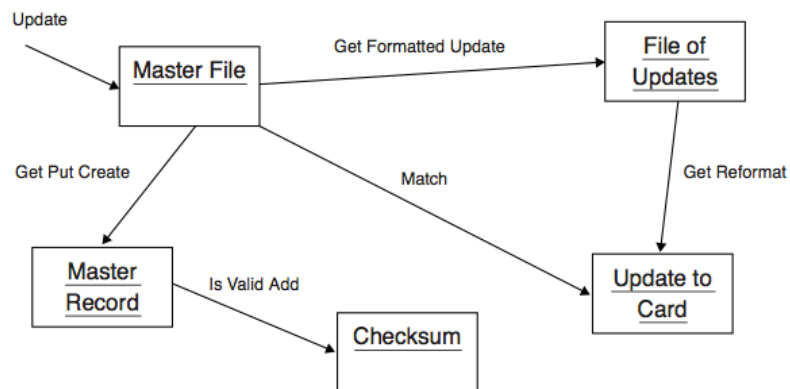 Update
Master File
Get Formatted Update
File of
Updates
Get Put Create
Match
Get Reformat
Master
Record
Is Valid Add
Update to
Card
Checksum